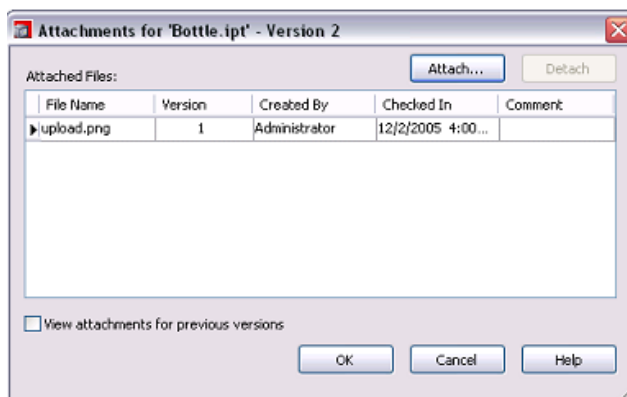 Attachments for 'Bottle.ipt' - Version 2
Attached Files:
Attach...
Detach
File Name Version Created By Checked In Comment
upload.png 1 Administrator 12/2/2005 4:00...
View attachments for previous versions
OK Cancel Help